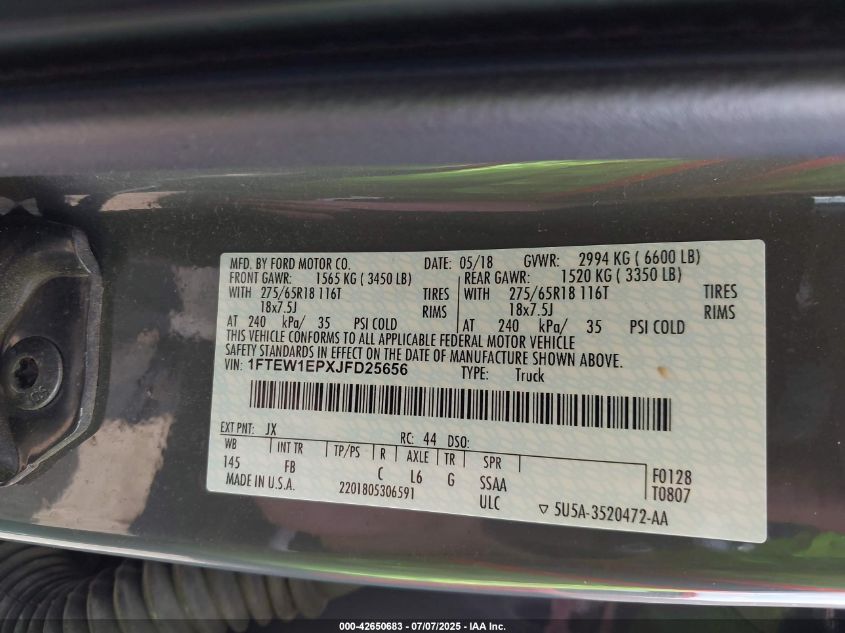 MFD. BY FORD MOTOR CO. DATE: 05/18 GVWR: 2994 KG ( 6600 LB)
FRONT GAWR: 1565 KG ( 3450 LB) REAR GAWR: 1520 KG ( 3350 LB)
WITH 275/65R18 116T TIRES WITH 275/65R18 116T TIRES
18x7.5J RIMS 18x7.5J RIMS
AT 240 kPa/ 35 PSI COLD AT 240 kPa/ 35 PSI COLD
THIS VEHICLE CONFORMS TO ALL APPLICABLE FEDERAL MOTOR VEHICLE
SAFETY STANDARDS IN EFFECT ON THE DATE OF MANUFACTURE SHOWN ABOVE.
VIN: 1FTEW1EPXJFD25656 TYPE: Truck
EXT PNT: JX RC: 44 DSO:
WB INT TR TP/PS R AXLE TR SPR
145 FB C L6 G SSAA F0128
MADE IN U.S.A. 2201805306591 ULC T0807
▽ 5U5A-3520472-AA
000-42650683 / 07/07/2025 - IAA Inc.